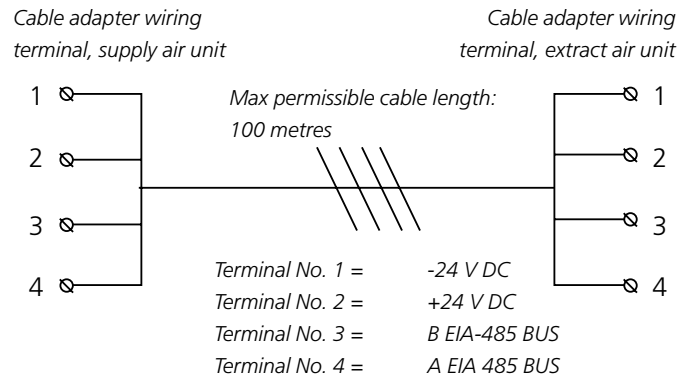 Cable adapter wiring
terminal, supply air unit
Cable adapter wiring
terminal, extract air unit
Max permissible cable length:
100 metres
1
2
3
4
1
2
3
4
Terminal No. 1 = -24 V DC
Terminal No. 2 = +24 V DC
Terminal No. 3 = B EIA-485 BUS
Terminal No. 4 = A EIA 485 BUS